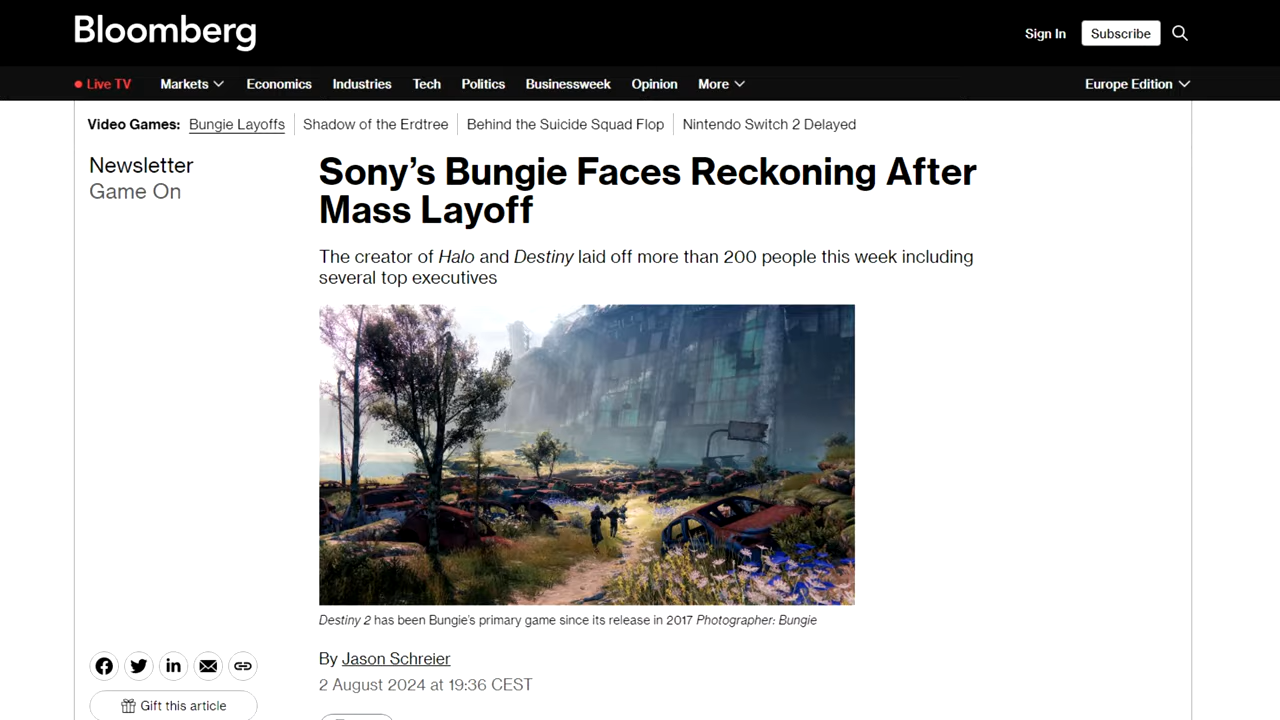 Bloomberg
Sign In
Subscribe
Live TV
Markets
Economics
Industries
Tech
Politics
Businessweek
Opinion
More
Europe Edition
Video Games:
Bungie Layoffs
Shadow of the Erdtree
Behind the Suicide Squad Flop
Nintendo Switch 2 Delayed
Newsletter
Game On
Sony’s Bungie Faces Reckoning After
Mass Layoff
The creator of Halo and Destiny laid off more than 200 people this week including
several top executives
Destiny 2 has been Bungie’s primary game since its release in 2017 Photographer: Bungie
By Jason Schreier
2 August 2024 at 19:36 CEST
Gift this article